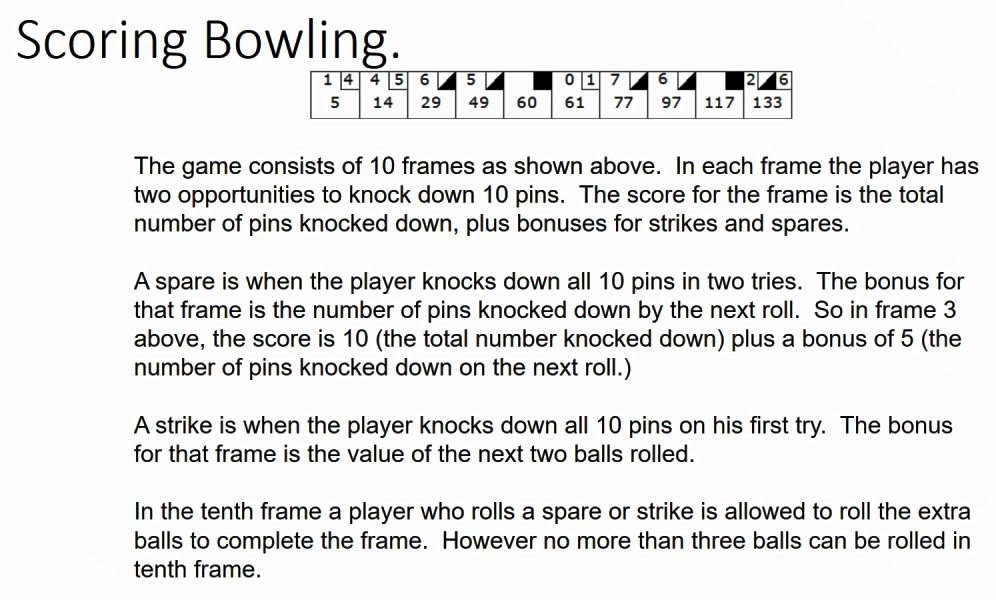 Scoring Bowling.
1 4 4 5 6 5 0 1 7 6 2 6
5 14 29 49 60 61 77 97 117 133
The game consists of 10 frames as shown above. In each frame the player has
two opportunities to knock down 10 pins. The score for the frame is the total
number of pins knocked down, plus bonuses for strikes and spares.
A spare is when the player knocks down all 10 pins in two tries. The bonus for
that frame is the number of pins knocked down by the next roll. So in frame 3
above, the score is 10 (the total number knocked down) plus a bonus of 5 (the
number of pins knocked down on the next roll.)
A strike is when the player knocks down all 10 pins on his first try. The bonus
for that frame is the value of the next two balls rolled.
In the tenth frame a player who rolls a spare or strike is allowed to roll the extra
balls to complete the frame. However no more than three balls can be rolled in
tenth frame.